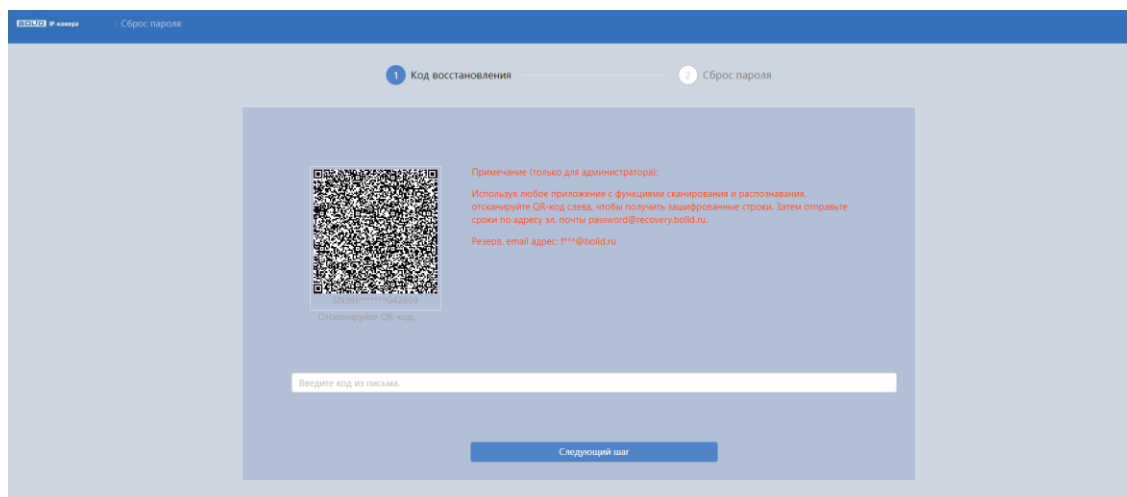 BOLID IP-камера | Сброс пароля
1 Код восстановления
2 Сброс пароля
Примечание (только для администратора):
Используя любое приложение с функциями сканирования и распознавания,
отсканируйте QR-код слева, чтобы получить зашифрованные строки. Затем отправьте
сроки по адресу эл. почты password@recovery.bolid.ru.
Резерв. email адрес: f***@bolid.ru
Отсканируйте QR-код.
Введите код из письма.
Следующий шаг